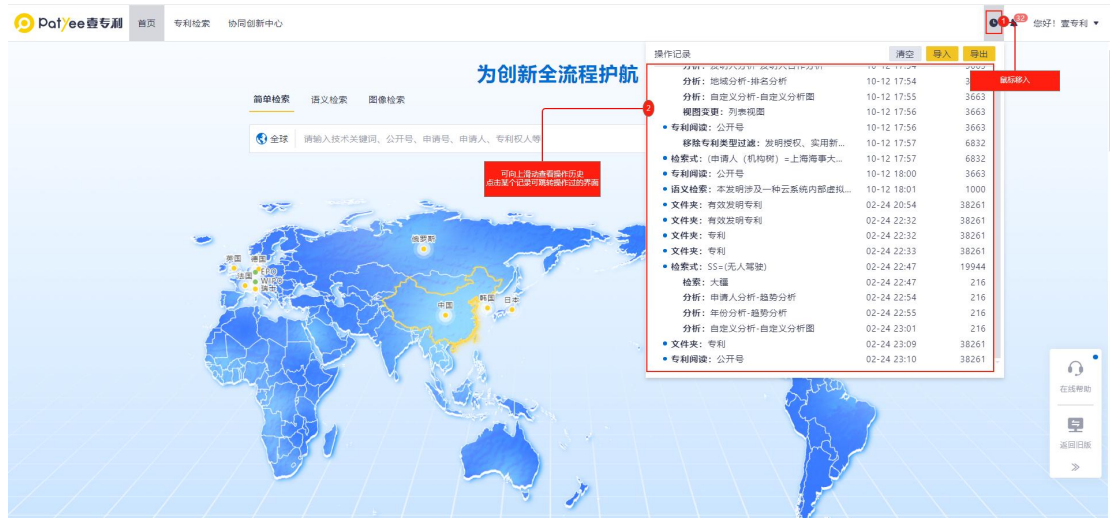 Patyee壹专利 首页 专利检索 协同创新中心 1 32 您好！壹专利
操作记录 清空 导入 导出
鼠标移入
为创新全流程护航
简单检索 语义检索 图像检索
全球 请输入技术关键词、公开号、申请号、申请人、专利权人等
2
可向上滑动查看操作历史
点击某个记录可跳转操作过的界面
分析：地域分析-排名分析 10-12 17:54
分析：自定义分析-自定义分析图 10-12 17:55 3663
视图变更：列表视图 10-12 17:56 3663
专利阅读：公开号 10-12 17:56 3663
移除专利类型过滤：发明授权、实用新... 10-12 17:57 6832
检索式：(申请人（机构树）=上海海事大... 10-12 17:57 6832
专利阅读：公开号 10-12 18:00 3663
语义检索：本发明涉及一种云系统内部虚拟... 10-12 18:01 1000
文件夹：有效发明专利 02-24 20:54 38261
文件夹：有效发明专利 02-24 22:32 38261
文件夹：专利 02-24 22:32 38261
文件夹：专利 02-24 22:33 38261
检索式：SS=(无人驾驶) 02-24 22:47 19944
检索：大疆 02-24 22:47 216
分析：申请人分析-趋势分析 02-24 22:54 216
分析：年份分析-趋势分析 02-24 22:55 216
分析：自定义分析-自定义分析图 02-24 23:01 216
文件夹：专利 02-24 23:09 38261
专利阅读：公开号 02-24 23:10 38261
俄罗斯
英国 德国
法国 EPO
WIPO
瑞士
中国 韩国 日本
在线帮助
返回旧版